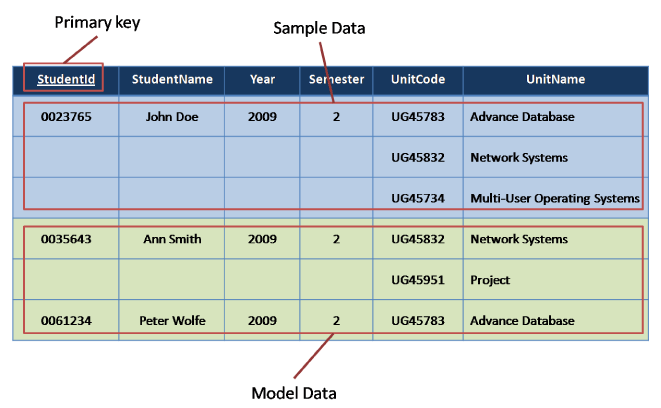 Primary key
Sample Data
StudentId StudentName Year Semester UnitCode UnitName
0023765 John Doe 2009 2 UG45783 Advance Database
UG45832 Network Systems
UG45734 Multi-User Operating Systems
0035643 Ann Smith 2009 2 UG45832 Network Systems
UG45951 Project
0061234 Peter Wolfe 2009 2 UG45783 Advance Database
Model Data